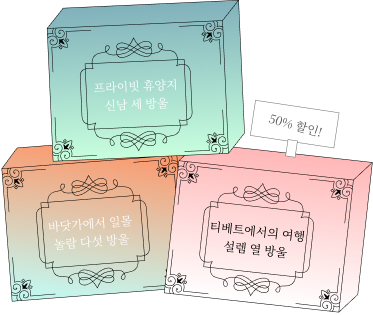 프라이빗 휴양지
신남 세 방울
50% 할인!
바닷가에서 일몰
놀람 다섯 방울
티베트에서의 여행
설렘 열 방울